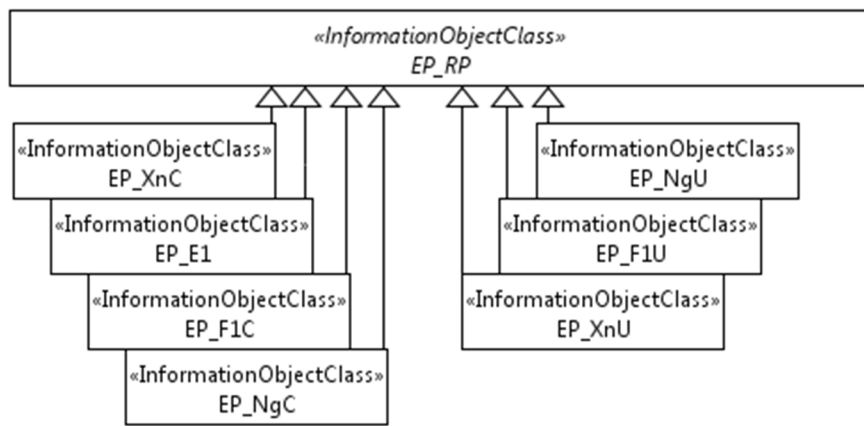 «InformationObjectClass»
EP_RP
«InformationObjectClass»
EP_XnC
«InformationObjectClass»
EP_E1
«InformationObjectClass»
EP_F1C
«InformationObjectClass»
EP_NgC
«InformationObjectClass»
EP_NgU
«InformationObjectClass»
EP_F1U
«InformationObjectClass»
EP_XnU